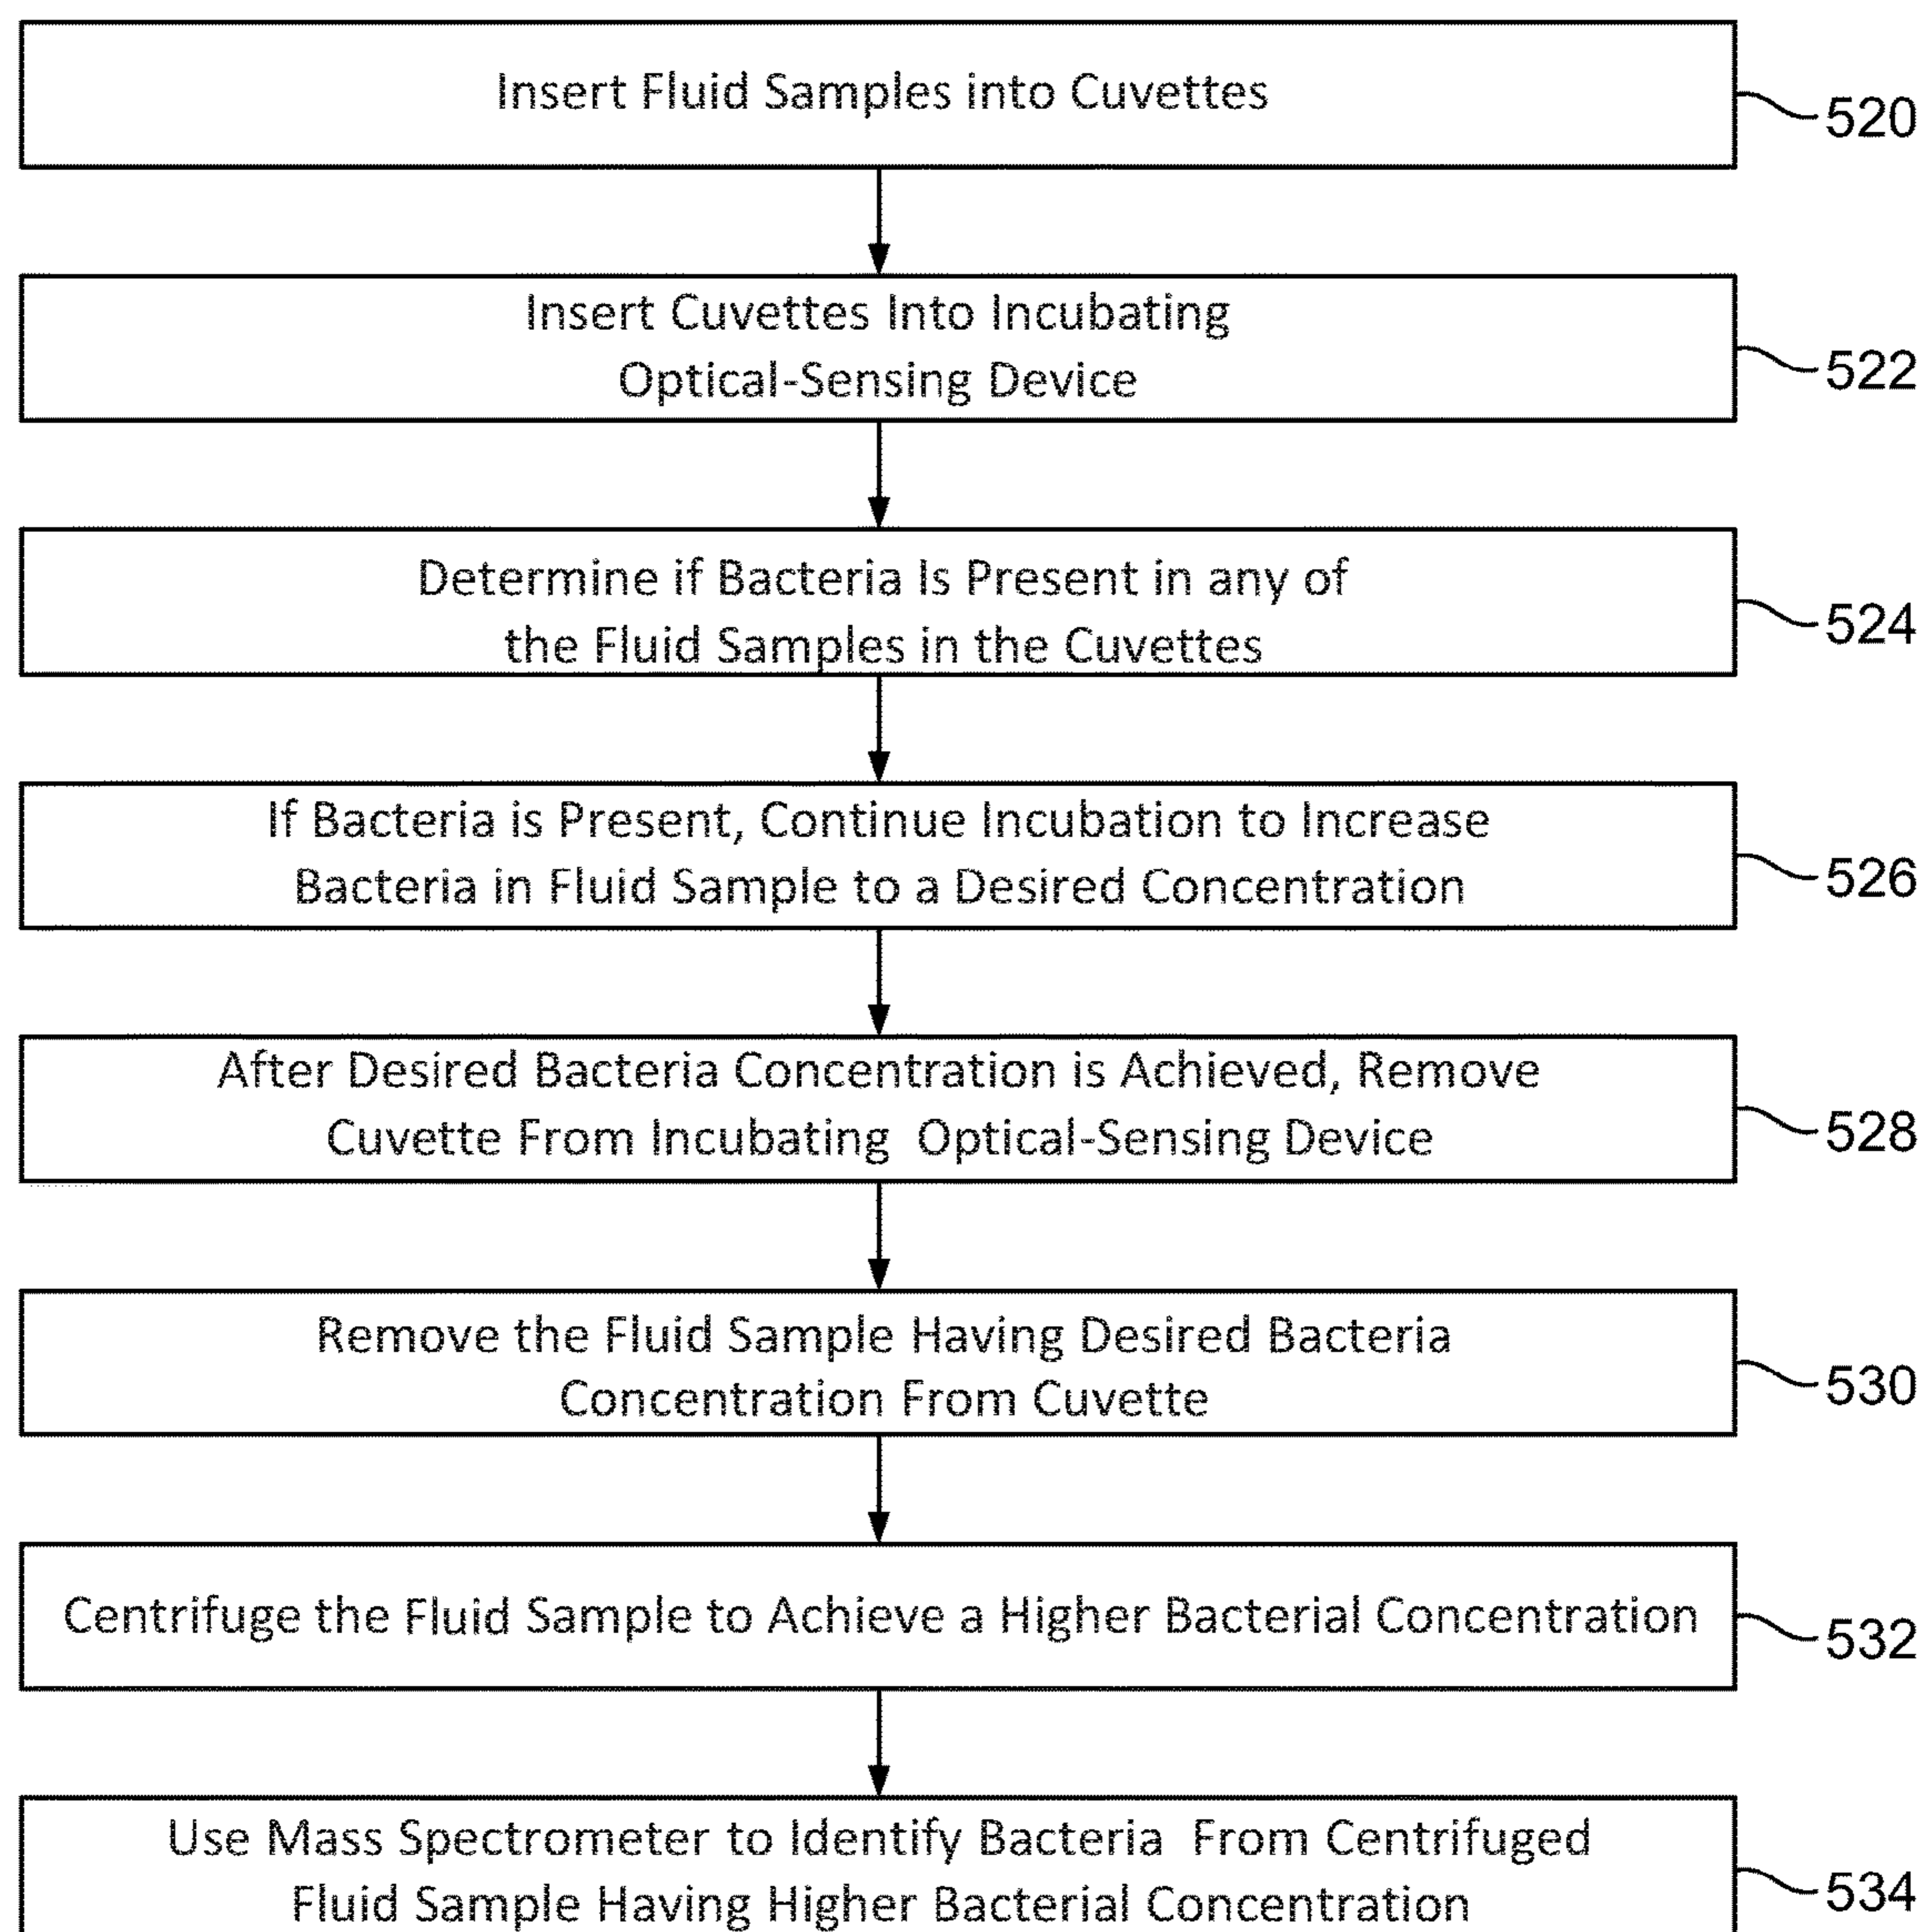 Insert Fluid Samples into Cuvettes
520
Insert Cuvettes Into Incubating
Optical-Sensing Device
522
Determine if Bacteria Is Present in any of
the Fluid Samples in the Cuvettes
524
If Bacteria is Present, Continue Incubation to Increase
Bacteria in Fluid Sample to a Desired Concentration
526
After Desired Bacteria Concentration is Achieved, Remove
Cuvette From Incubating Optical-Sensing Device
528
Remove the Fluid Sample Having Desired Bacteria
Concentration From Cuvette
530
Centrifuge the Fluid Sample to Achieve a Higher Bacterial Concentration
532
Use Mass Spectrometer to Identify Bacteria From Centrifuged
Fluid Sample Having Higher Bacterial Concentration
534